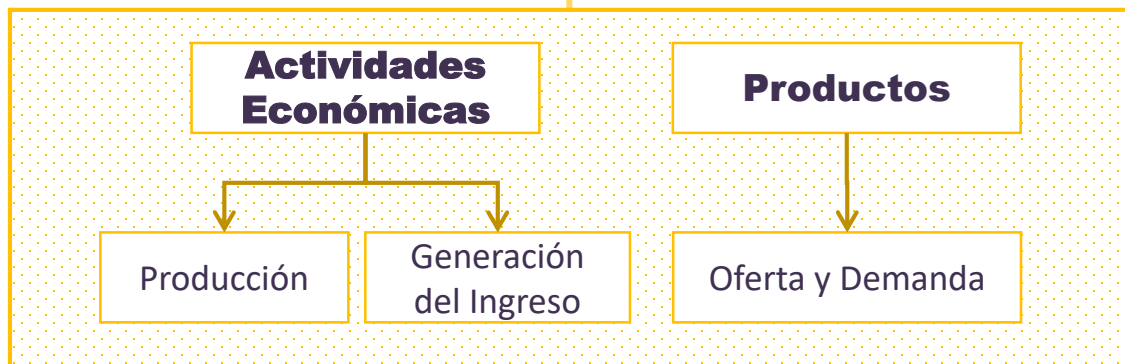 Actividades
Económicas
Productos
Producción
Generación
del Ingreso
Oferta y Demanda